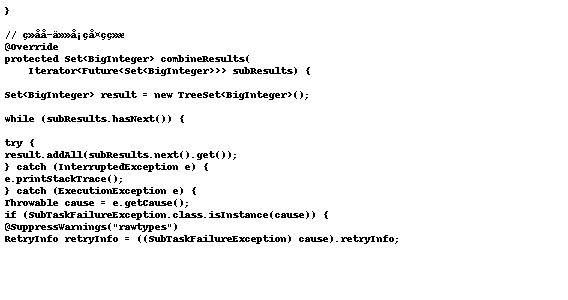 }
// ç»åå-ä»»å¡çå¤çç»æ
@Override
protected Set<BigInteger> combineResults(
Iterator<Future<Set<BigInteger>>> subResults) {
Set<BigInteger> result = new TreeSet<BigInteger>();
while (subResults.hasNext()) {
try {
result.addAll(subResults.next().get());
} catch (InterruptedException e) {
e.printStackTrace();
} catch (ExecutionException e) {
Throwable cause = e.getCause();
if (SubTaskFailureException.class.isInstance(cause)) {
@SuppressWarnings("rawtypes")
RetryInfo retryInfo = ((SubTaskFailureException) cause).retryInfo;